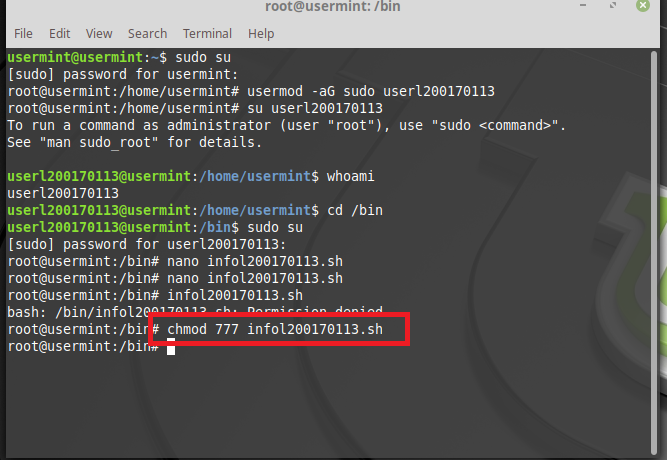 root@usermint: /bin
File Edit View Search Terminal Help
usermint@usermint:~$ sudo su
[sudo] password for usermint:
root@usermint:/home/usermint# usermod -aG sudo userl200170113
root@usermint:/home/usermint# su userl200170113
To run a command as administrator (user "root"), use "sudo <command>".
See "man sudo_root" for details.
userl200170113@usermint:/home/usermint$ whoami
userl200170113
userl200170113@usermint:/home/usermint$ cd /bin
userl200170113@usermint:/bin$ sudo su
[sudo] password for userl200170113:
root@usermint:/bin# nano infol200170113.sh
root@usermint:/bin# nano infol200170113.sh
root@usermint:/bin# infol200170113.sh
bash: /bin/infol200170113.sh: Permission denied
root@usermint:/bin# chmod 777 infol200170113.sh
root@usermint:/bin#